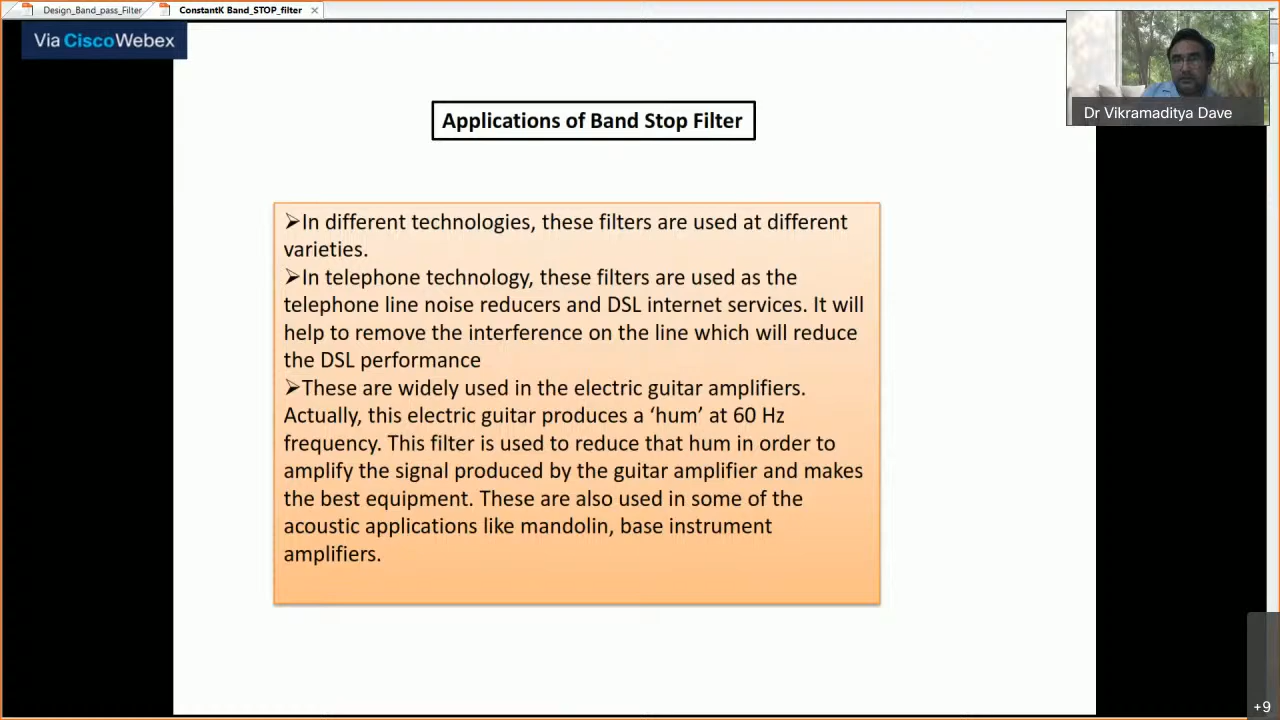 Design_Band_pass_Filter
ConstantK Band_STOP_filter
Via CiscoWebex
Dr Vikramaditya Dave
Applications of Band Stop Filter
➢In different technologies, these filters are used at different
varieties.
➢In telephone technology, these filters are used as the
telephone line noise reducers and DSL internet services. It will
help to remove the interference on the line which will reduce
the DSL performance
➢These are widely used in the electric guitar amplifiers.
Actually, this electric guitar produces a ‘hum’ at 60 Hz
frequency. This filter is used to reduce that hum in order to
amplify the signal produced by the guitar amplifier and makes
the best equipment. These are also used in some of the
acoustic applications like mandolin, base instrument
amplifiers.
+9